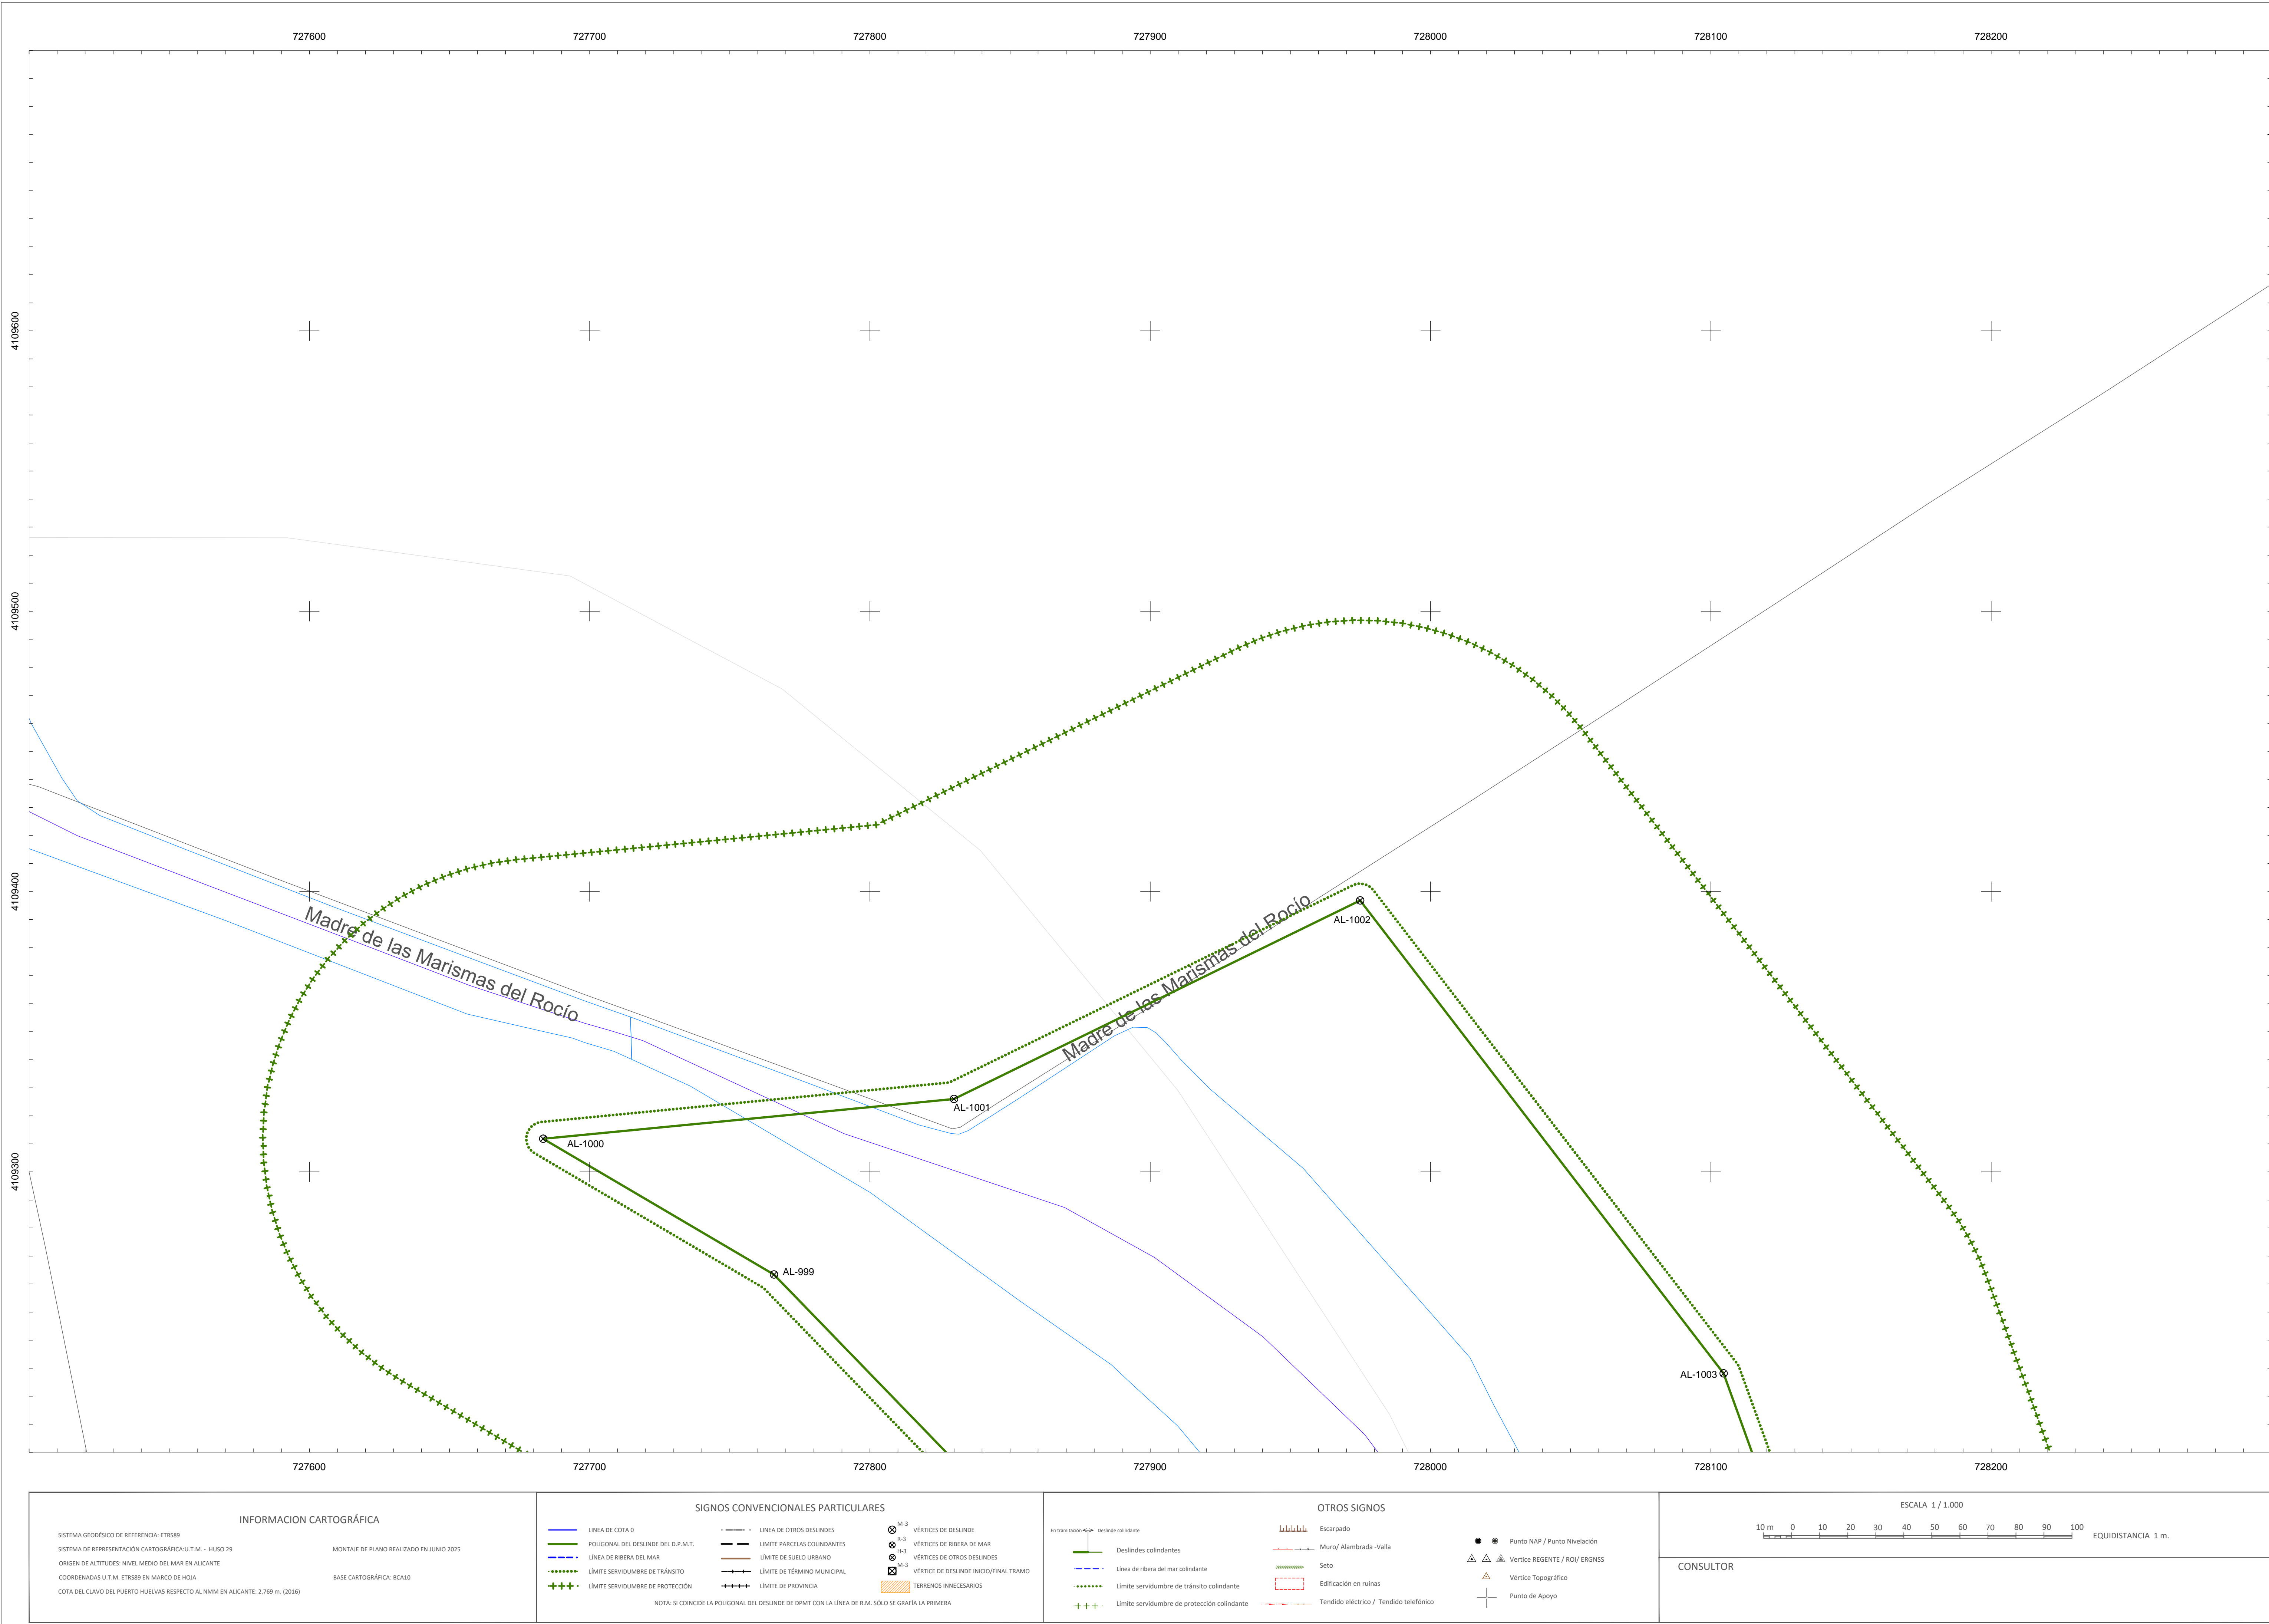 727600 727700 727800 727900 728000 728100 728200
4109600
4109500
4109400
4109300
Madre de las Marismas del Rocío
Madre de las Marismas del Rocío
AL-1002
AL-1001
AL-1000
AL-999
AL-1003
727600 727700 727800 727900 728000 728100 728200
INFORMACION CARTOGRÁFICA
SISTEMA GEODÉSICO DE REFERENCIA: ETRS89
SISTEMA DE REPRESENTACIÓN CARTOGRÁFICA:U.T.M. - HUSO 29
MONTAJE DE PLANO REALIZADO EN JUNIO 2025
ORIGEN DE ALTITUDES: NIVEL MEDIO DEL MAR EN ALICANTE
COORDENADAS U.T.M. ETRS89 EN MARCO DE HOJA
BASE CARTOGRÁFICA: BCA10
COTA DEL CLAVO DEL PUERTO HUELVAS RESPECTO AL NMM EN ALICANTE: 2.769 m. (2016)
SIGNOS CONVENCIONALES PARTICULARES
LINEA DE COTA 0
POLIGONAL DEL DESLINDE DEL D.P.M.T.
LÍNEA DE RIBERA DEL MAR
LÍMITE SERVIDUMBRE DE TRÁNSITO
LÍMITE SERVIDUMBRE DE PROTECCIÓN
LINEA DE OTROS DESLINDES
LIMITE PARCELAS COLINDANTES
LÍMITE DE SUELO URBANO
LÍMITE DE TÉRMINO MUNICIPAL
LÍMITE DE PROVINCIA
M-3
VÉRTICES DE DESLINDE
R-3
VÉRTICES DE RIBERA DE MAR
H-3
VÉRTICES DE OTROS DESLINDES
M-3
VÉRTICE DE DESLINDE INICIO/FINAL TRAMO
TERRENOS INNECESARIOS
NOTA: SI COINCIDE LA POLIGONAL DEL DESLINDE DE DPMT CON LA LÍNEA DE R.M. SÓLO SE GRAFÍA LA PRIMERA
OTROS SIGNOS
En tramitación Deslinde colindante
Deslindes colindantes
Línea de ribera del mar colindante
Límite servidumbre de tránsito colindante
Límite servidumbre de protección colindante
Escarpado
Muro/ Alambrada -Valla
Seto
Edificación en ruinas
Tendido eléctrico / Tendido telefónico
Punto NAP / Punto Nivelación
Vertice REGENTE / ROI/ ERGNSS
Vértice Topográfico
Punto de Apoyo
ESCALA 1 / 1.000
10 m 0 10 20 30 40 50 60 70 80 90 100
EQUIDISTANCIA 1 m.
CONSULTOR